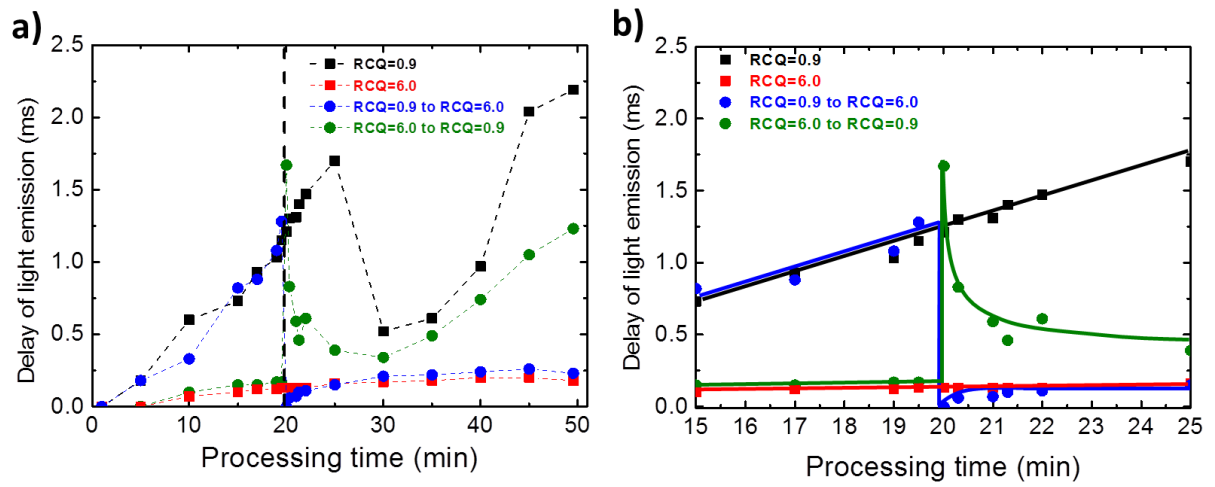 a)
2.5
2.0
1.5
1.0
0.5
0.0
Delay of light emission (ms)
RCQ=0.9
RCQ=6.0
RCQ=0.9 to RCQ=6.0
RCQ=6.0 to RCQ=0.9
0 10 20 30 40 50
Processing time (min)
b)
2.5
2.0
1.5
1.0
0.5
0.0
Delay of light emission (ms)
RCQ=0.9
RCQ=6.0
RCQ=0.9 to RCQ=6.0
RCQ=6.0 to RCQ=0.9
15 16 17 18 19 20 21 22 23 24 25
Processing time (min)